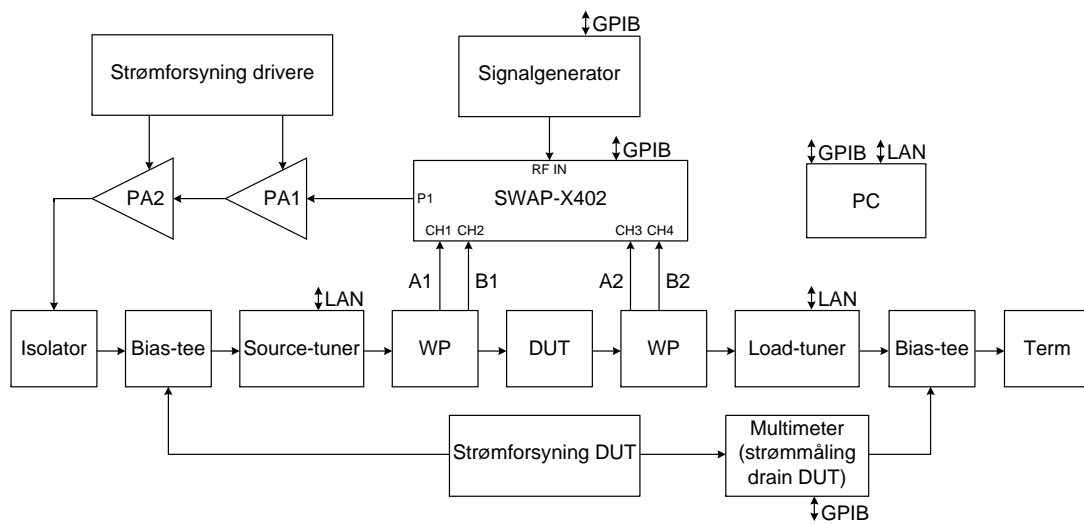 GPIB
Strømforsyning drivere
Signalgenerator
GPIB
GPIB
LAN
RF IN
PA2
PA1
P1
SWAP-X402
PC
CH1
CH2
CH3
CH4
A1
B1
A2
B2
LAN
LAN
Isolator
Bias-tee
Source-tuner
WP
DUT
WP
Load-tuner
Bias-tee
Term
Strømforsyning DUT
Multimeter
(strømmåling
drain DUT)
GPIB